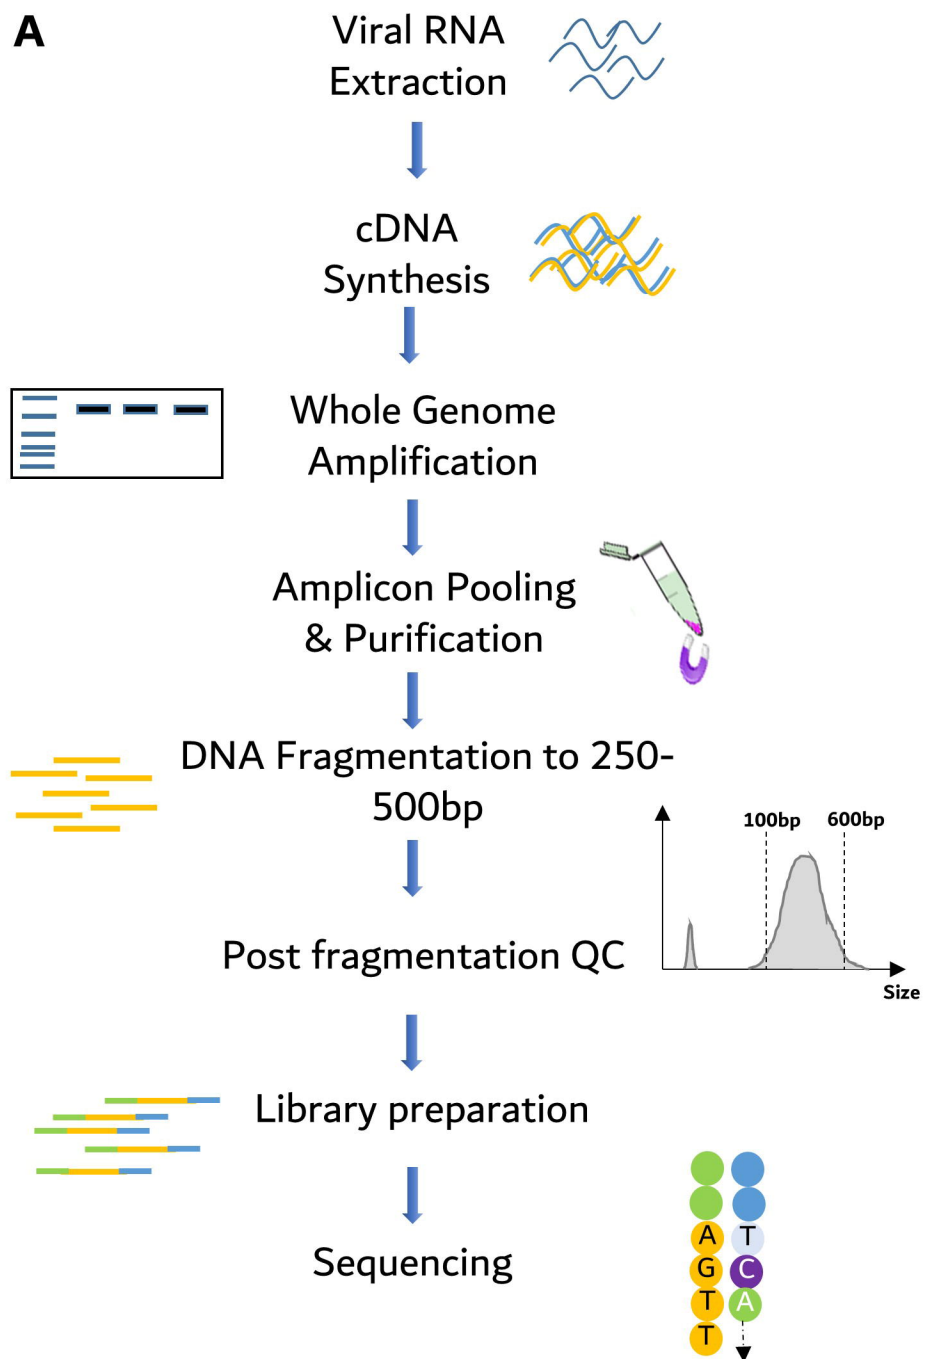 A
Viral RNA
Extraction
cDNA
Synthesis
Whole Genome
Amplification
Amplicon Pooling
& Purification
DNA Fragmentation to 250-
500bp
100bp 600bp
Post fragmentation QC
Size
Library preparation
Sequencing
A T
G C
T A
T